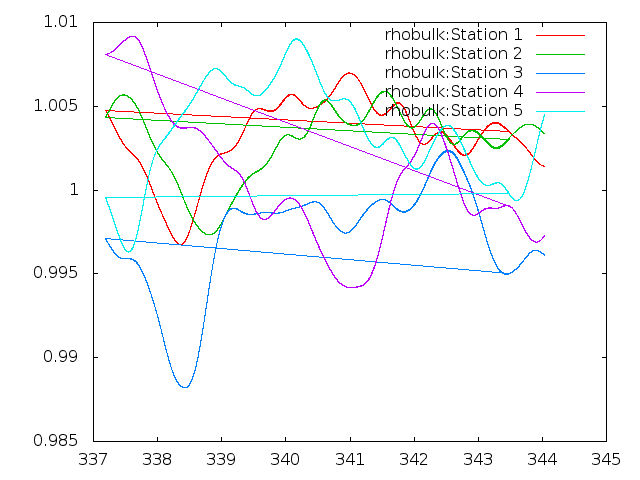 1.01
1.005
1
0.995
0.99
0.985
337 338 339 340 341 342 343 344 345
rhobulk:Station 1
rhobulk:Station 2
rhobulk:Station 3
rhobulk:Station 4
rhobulk:Station 5